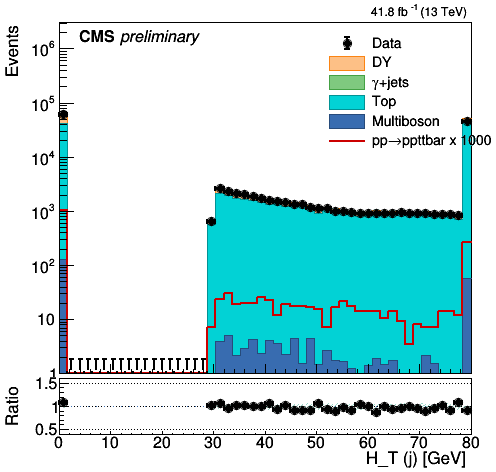 41.8 fb⁻¹ (13 TeV)
CMS preliminary
Events
10⁶
10⁵
10⁴
10³
10²
10
1
Data
DY
γ+jets
Top
Multiboson
pp→ppttbar x 1000
Ratio
1.5
1
0.5
0 10 20 30 40 50 60 70 80
H_T (j) [GeV]